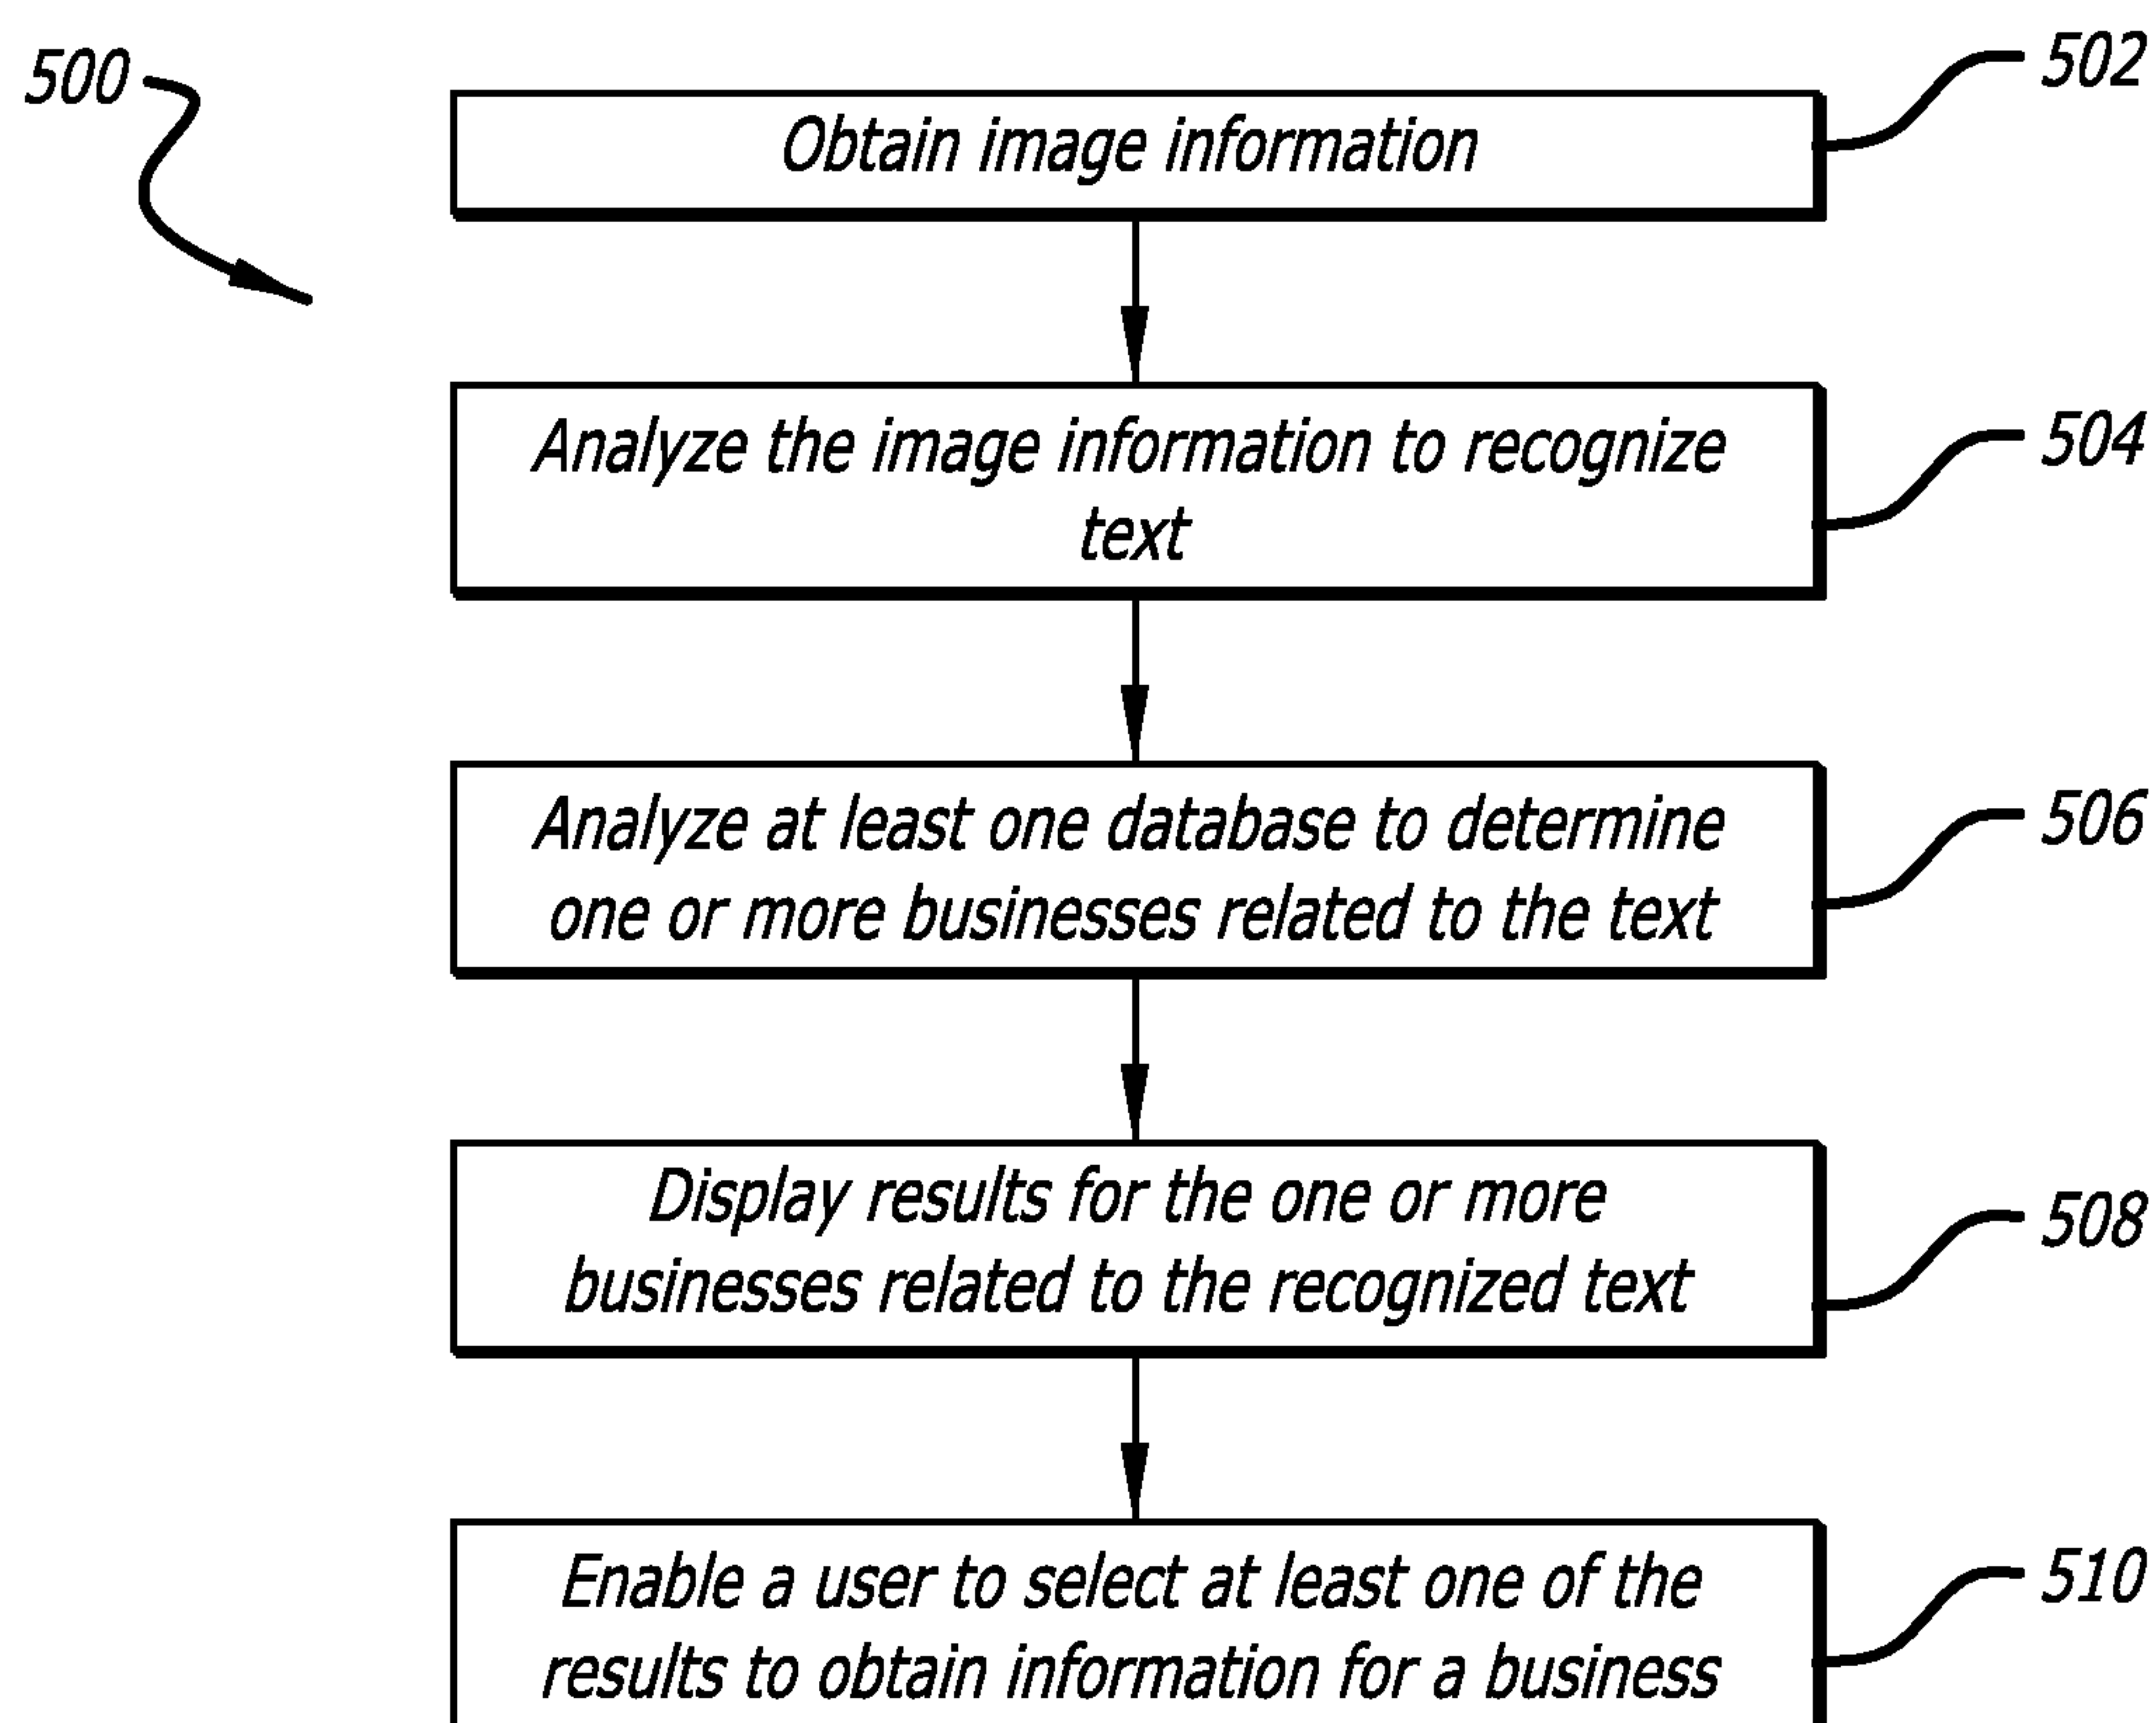 500
502
Obtain image information
504
Analyze the image information to recognize
text
506
Analyze at least one database to determine
one or more businesses related to the text
508
Display results for the one or more
businesses related to the recognized text
510
Enable a user to select at least one of the
results to obtain information for a business